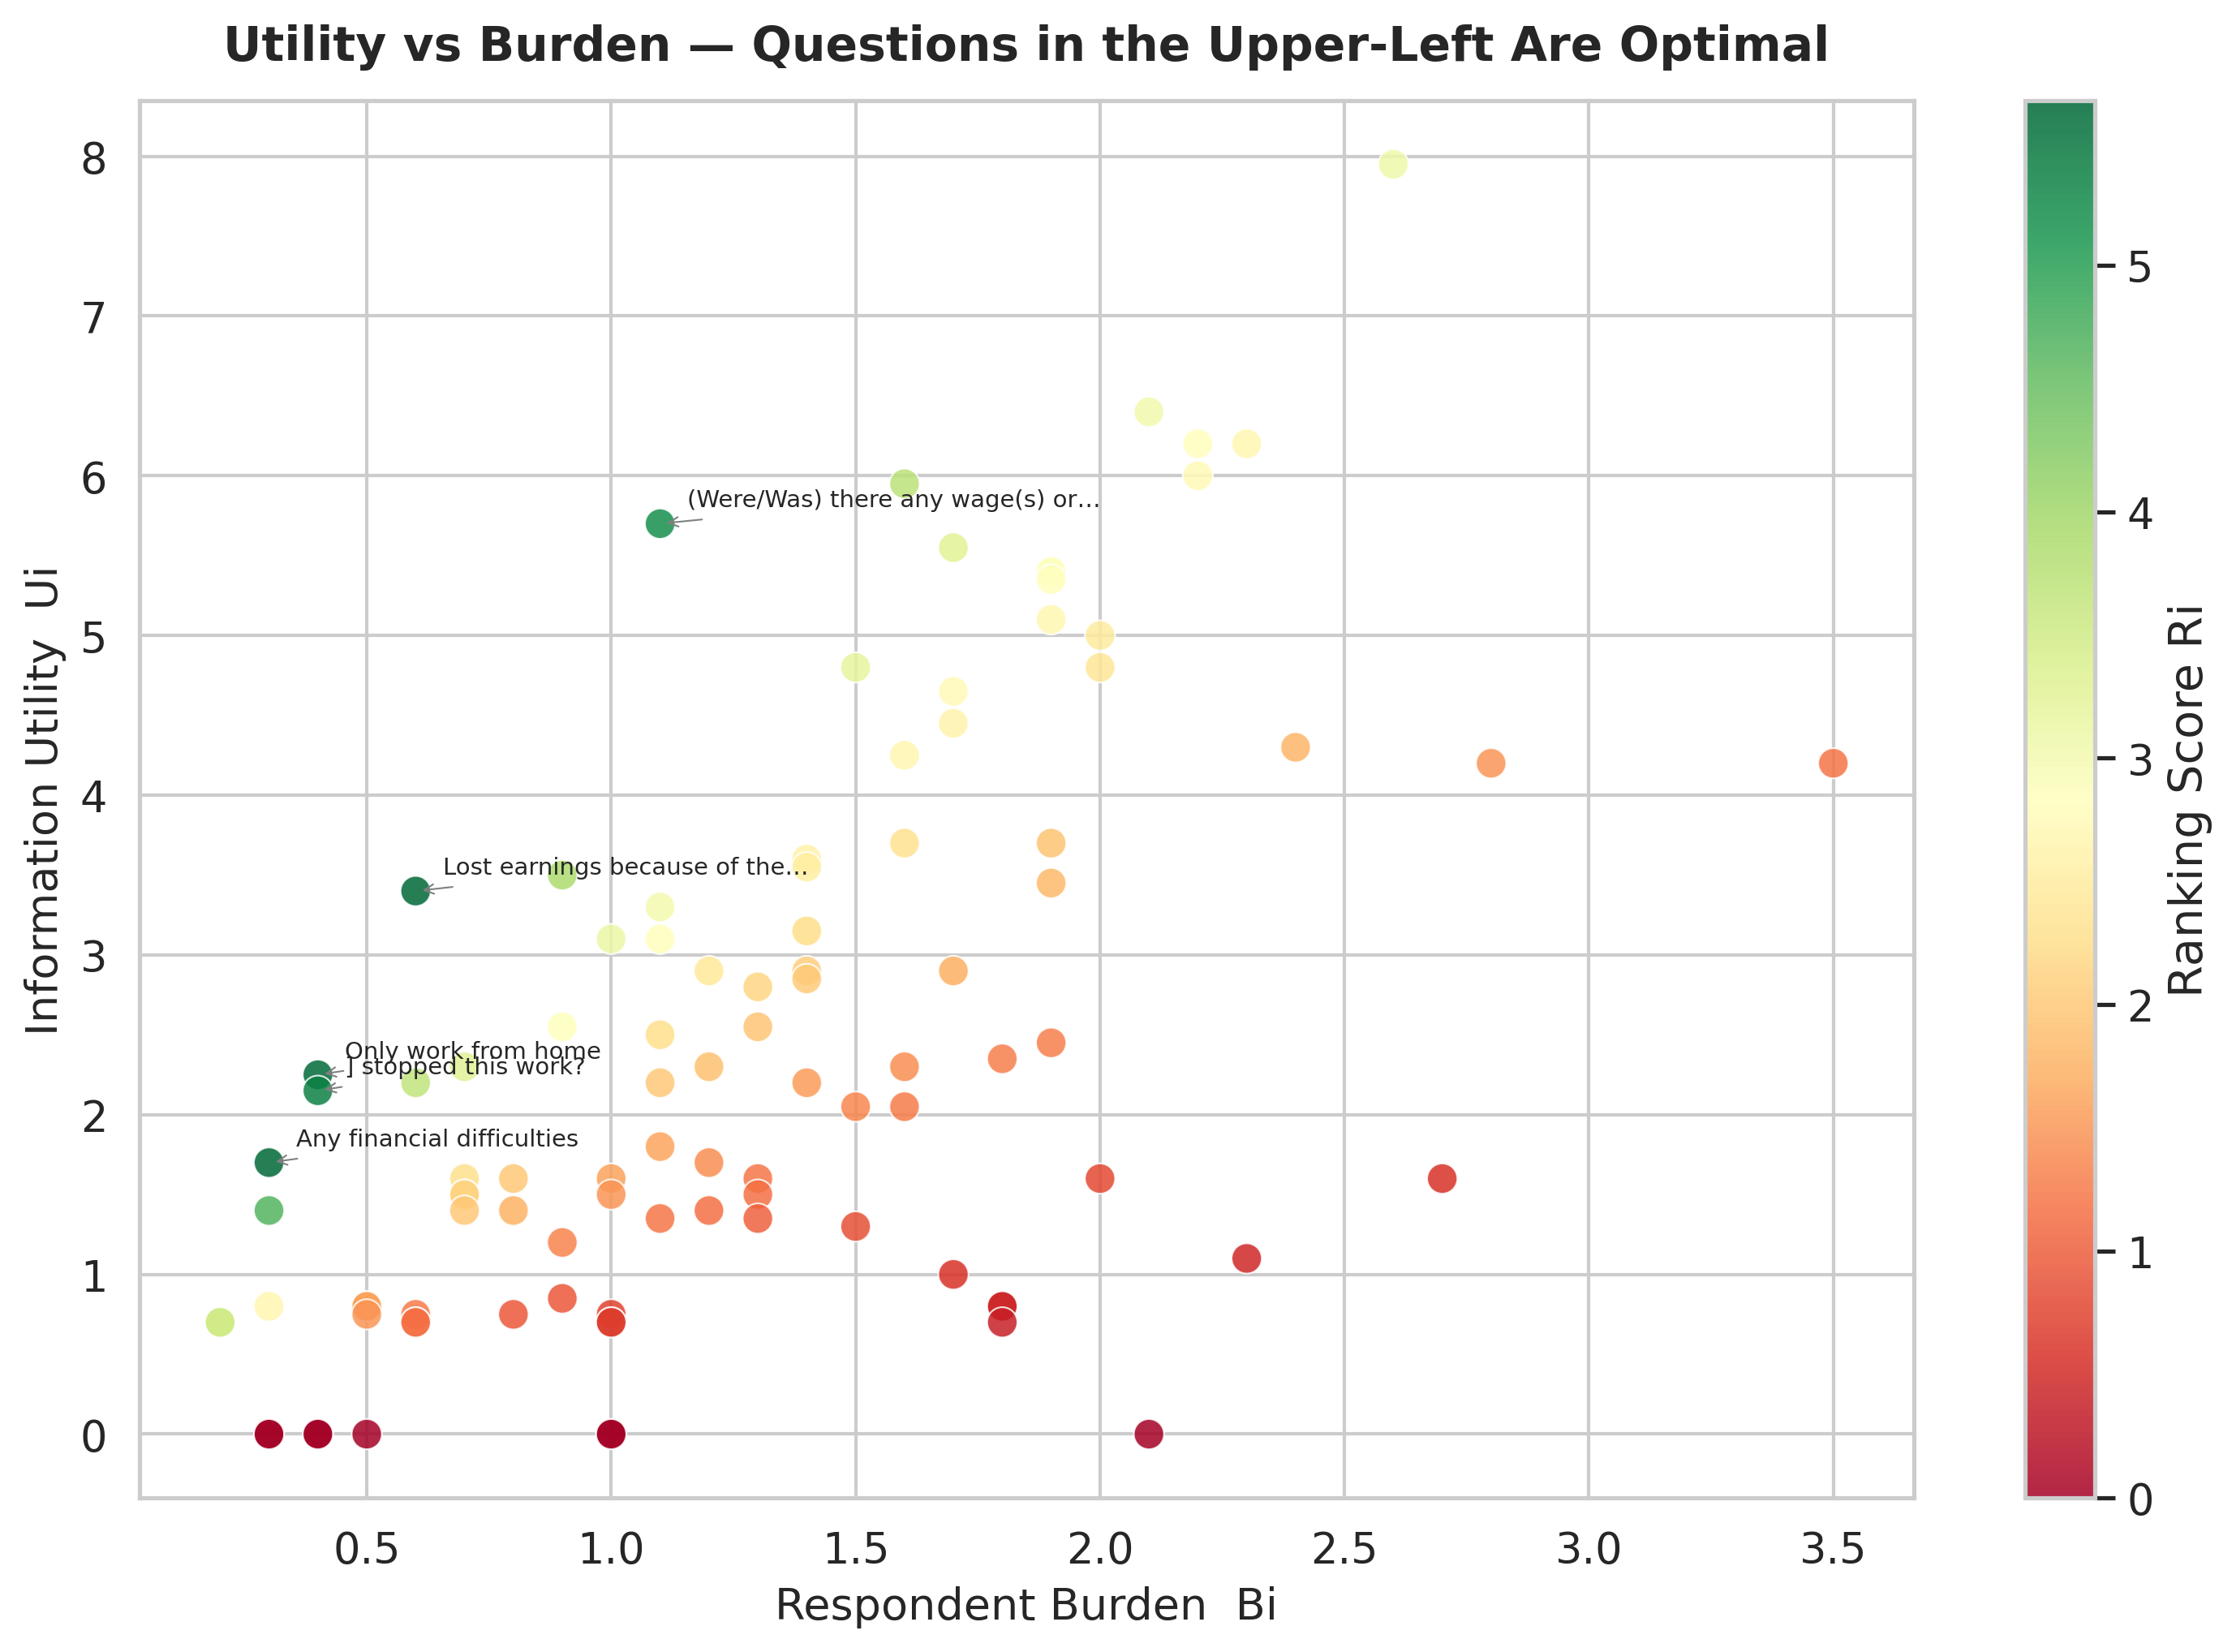 Utility vs Burden — Questions in the Upper-Left Are Optimal
8
7
6
5
4
3
2
1
0
Information Utility Ui
(Were/Was) there any wage(s) or...
Lost earnings because of the...
Only work from home
] stopped this work?
Any financial difficulties
0.5 1.0 1.5 2.0 2.5 3.0 3.5
Respondent Burden Bi
5
4
3
2
1
0
Ranking Score Ri